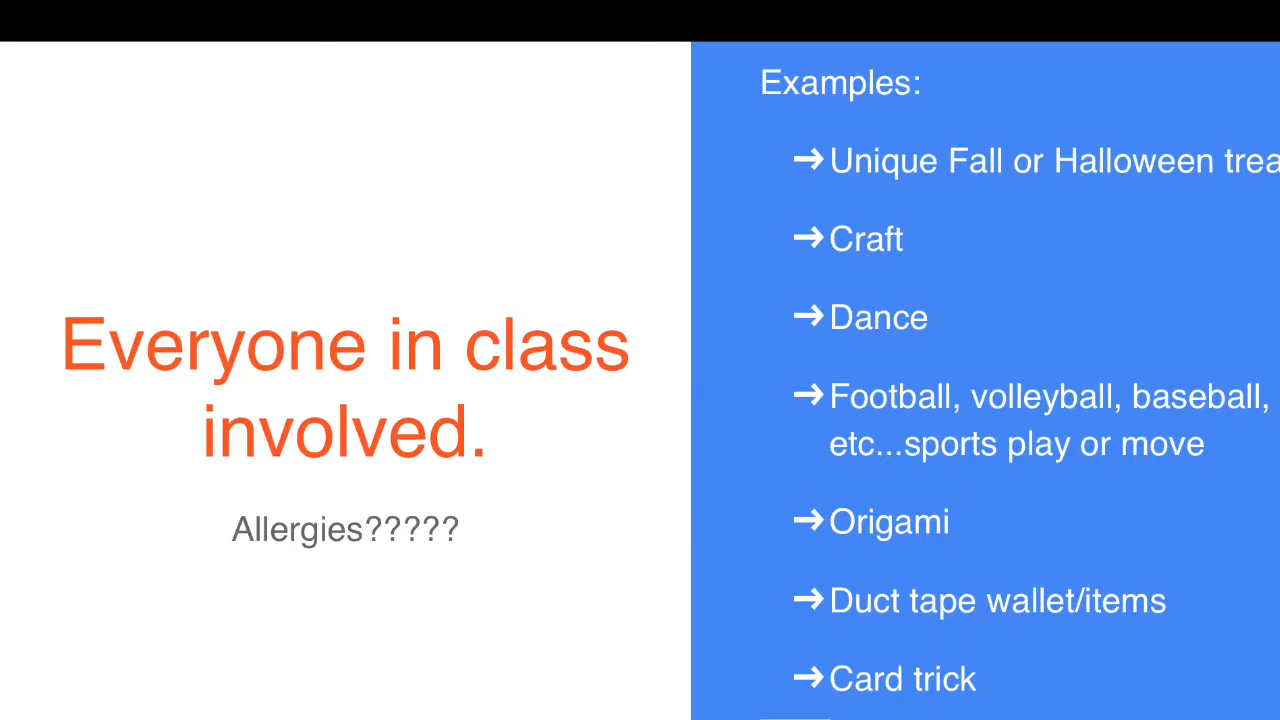 Everyone in class
involved.
Allergies?????
Examples:
➔Unique Fall or Halloween
➔Craft
➔Dance
➔Football, volleyball, baseball,
etc...sports play or move
➔Origami
➔Duct tape wallet/items
➔Card trick